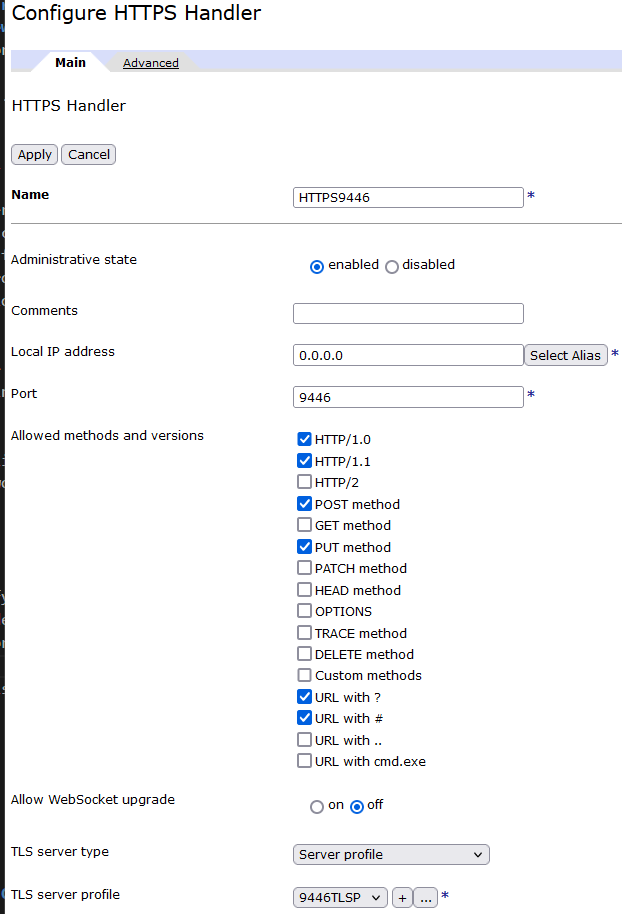 Configure HTTPS Handler
Main Advanced
HTTPS Handler
Apply Cancel
Name HTTPS9446 *
Administrative state enabled disabled
Comments
Local IP address 0.0.0.0 Select Alias *
Port 9446 *
Allowed methods and versions HTTP/1.0
HTTP/1.1
HTTP/2
POST method
GET method
PUT method
PATCH method
HEAD method
OPTIONS
TRACE method
DELETE method
Custom methods
URL with ?
URL with #
URL with ..
URL with cmd.exe
Allow WebSocket upgrade on off
TLS server type Server profile
TLS server profile 9446TLSP + ... *